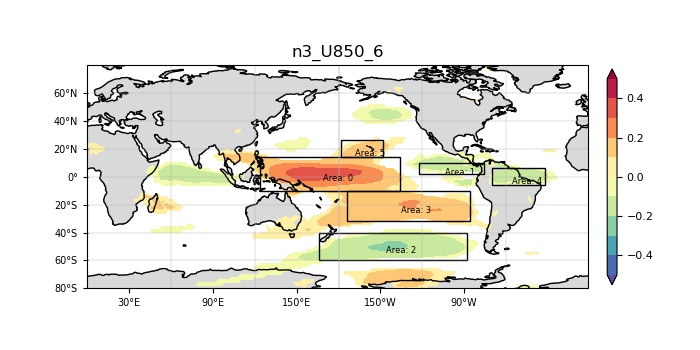 n3_U850_6
60°N
40°N
20°N
0°
20°S
40°S
60°S
80°S
30°E
90°E
150°E
150°W
90°W
Area: 5
Area: 0
Area: 1
Area: 4
Area: 3
Area: 2
0.4
0.2
0.0
−0.2
−0.4